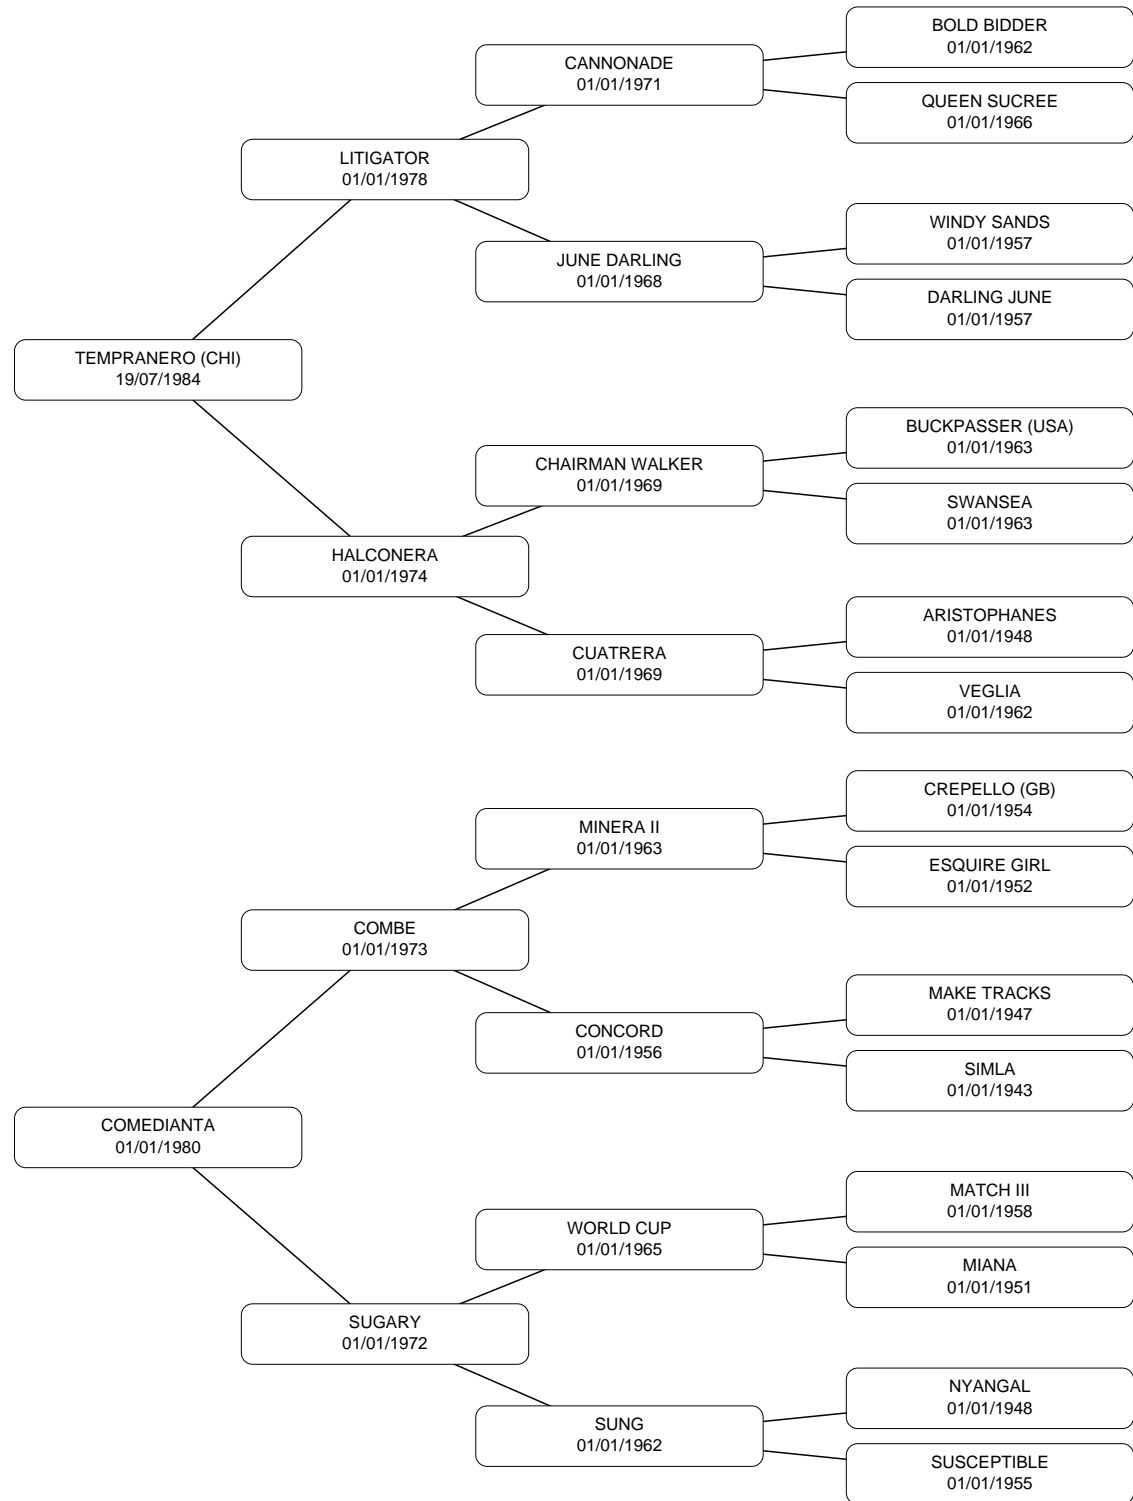 BOLD BIDDER
01/01/1962
CANNONADE
01/01/1971
QUEEN SUCREE
01/01/1966
LITIGATOR
01/01/1978
WINDY SANDS
01/01/1957
JUNE DARLING
01/01/1968
DARLING JUNE
01/01/1957
TEMPRANERO (CHI)
19/07/1984
BUCKPASSER (USA)
01/01/1963
CHAIRMAN WALKER
01/01/1969
SWANSEA
01/01/1963
HALCONERA
01/01/1974
ARISTOPHANES
01/01/1948
CUATRERA
01/01/1969
VEGLIA
01/01/1962
CREPELLO (GB)
01/01/1954
MINERA II
01/01/1963
ESQUIRE GIRL
01/01/1952
COMBE
01/01/1973
MAKE TRACKS
01/01/1947
CONCORD
01/01/1956
SIMLA
01/01/1943
COMEDIANTA
01/01/1980
MATCH III
01/01/1958
WORLD CUP
01/01/1965
MIANA
01/01/1951
SUGARY
01/01/1972
NYANGAL
01/01/1948
SUNG
01/01/1962
SUSCEPTIBLE
01/01/1955